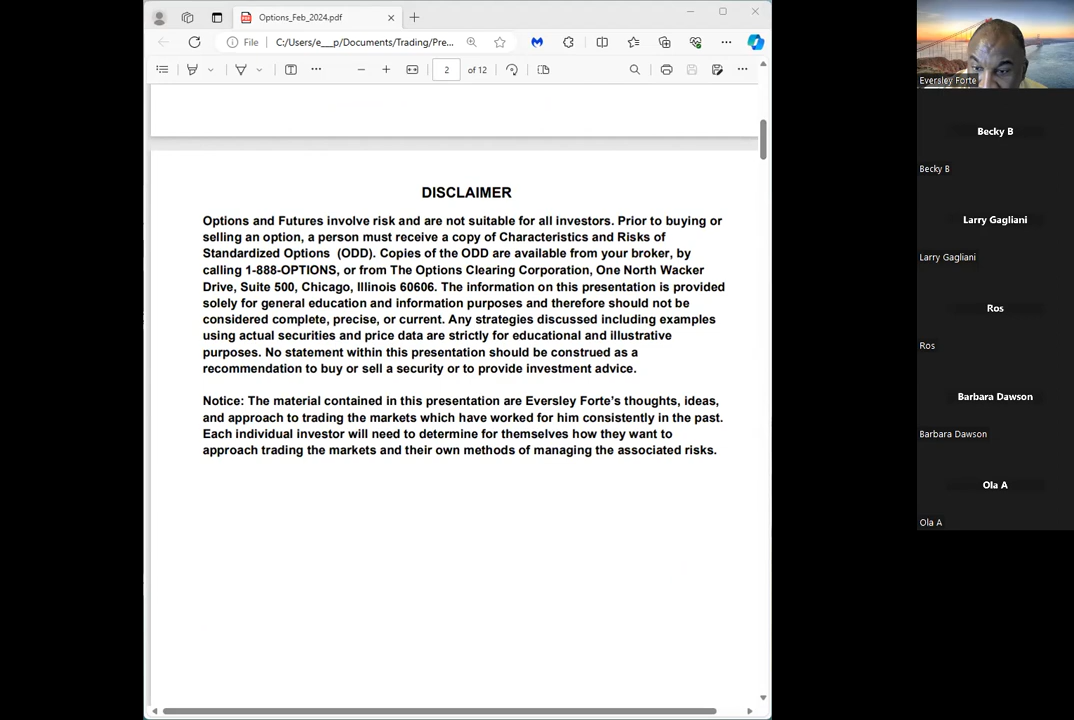 Options_Feb_2024.pdf
File
C:/Users/e___p/Documents/Trading/Pre...
2
of 12
DISCLAIMER
Options and Futures involve risk and are not suitable for all investors. Prior to buying or
selling an option, a person must receive a copy of Characteristics and Risks of
Standardized Options (ODD). Copies of the ODD are available from your broker, by
calling 1-888-OPTIONS, or from The Options Clearing Corporation, One North Wacker
Drive, Suite 500, Chicago, Illinois 60606. The information on this presentation is provided
solely for general education and information purposes and therefore should not be
considered complete, precise, or current. Any strategies discussed including examples
using actual securities and price data are strictly for educational and illustrative
purposes. No statement within this presentation should be construed as a
recommendation to buy or sell a security or to provide investment advice.
Notice: The material contained in this presentation are Eversley Forte's thoughts, ideas,
and approach to trading the markets which have worked for him consistently in the past.
Each individual investor will need to determine for themselves how they want to
approach trading the markets and their own methods of managing the associated risks.
Eversley Forte
Becky B
Becky B
Larry Gagliani
Larry Gagliani
Ros
Ros
Barbara Dawson
Barbara Dawson
Ola A
Ola A